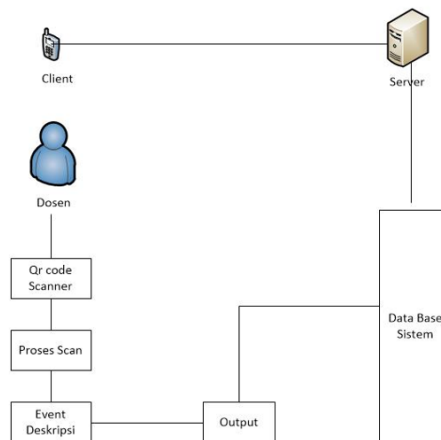 Client
Server
Dosen
Qr code
Scanner
Proses Scan
Event
Deskripsi
Output
Data Base
Sistem